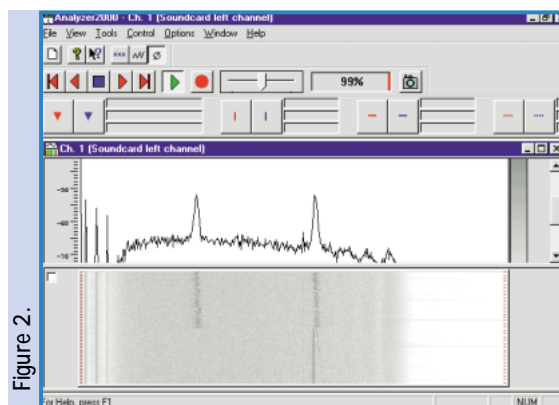 Analyzer2000 - Ch. 1 (Soundcard left channel)
File View Tools Control Options Window Help
99%
Ch. 1 (Soundcard left channel)
-50
-60
-70
Figure 2.
For Help, press F1
NUM